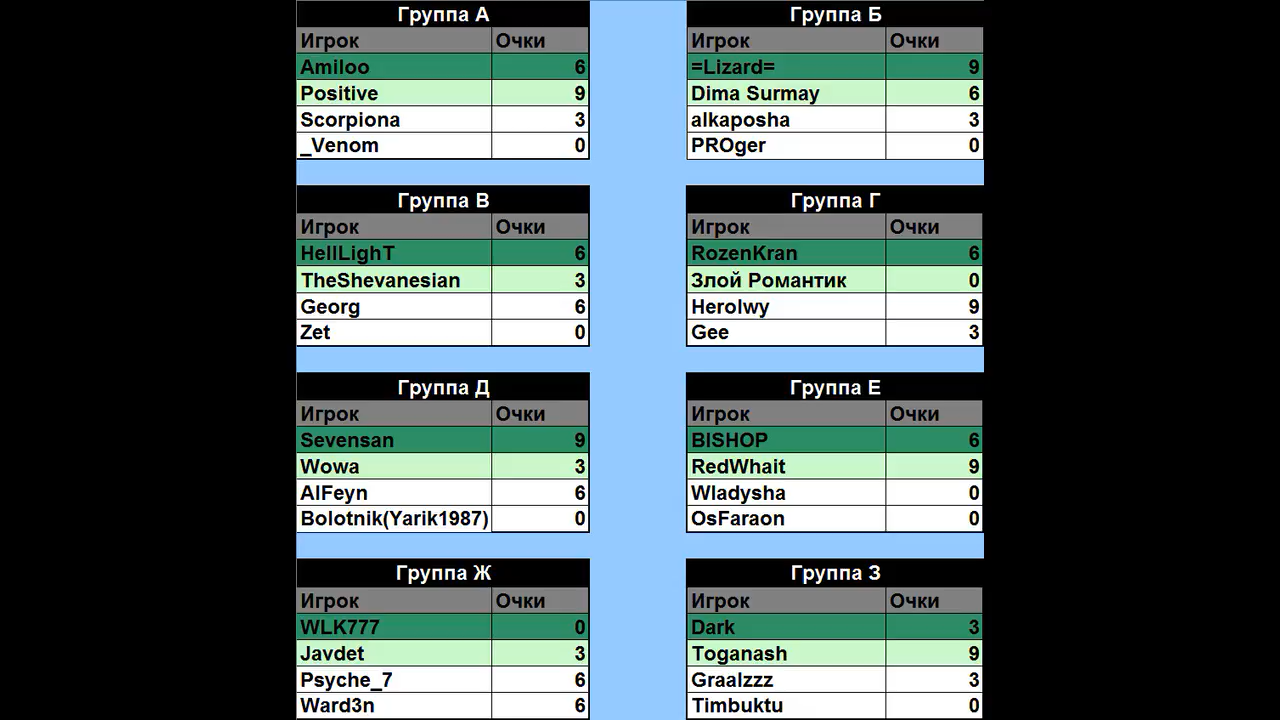 Группа А
Игрок Очки
Amiloo 6
Positive 9
Scorpiona 3
_Venom 0
Группа Б
Игрок Очки
=Lizard= 9
Dima Surmay 6
alkaposha 3
PROger 0
Группа В
Игрок Очки
HellLighT 6
TheShevanesian 3
Georg 6
Zet 0
Группа Г
Игрок Очки
RozenKran 6
Злой Романтик 0
Herolwy 9
Gee 3
Группа Д
Игрок Очки
Sevensan 9
Wowa 3
AlFeyn 6
Bolotnik(Yarik1987) 0
Группа Е
Игрок Очки
BISHOP 6
RedWhait 9
Wladysha 0
OsFaraon 0
Группа Ж
Игрок Очки
WLK777 0
Javdet 3
Psyche_7 6
Ward3n 6
Группа З
Игрок Очки
Dark 3
Toganash 9
Graalzzz 3
Timbuktu 0